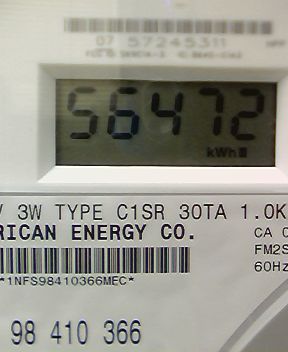 07 57245311
56472
kWh
V 3W TYPE C1SR 30TA 1.0K
RICAN ENERGY CO.
CA
FM2S
60Hz
*1NFS98410366MEC*
98 410 366